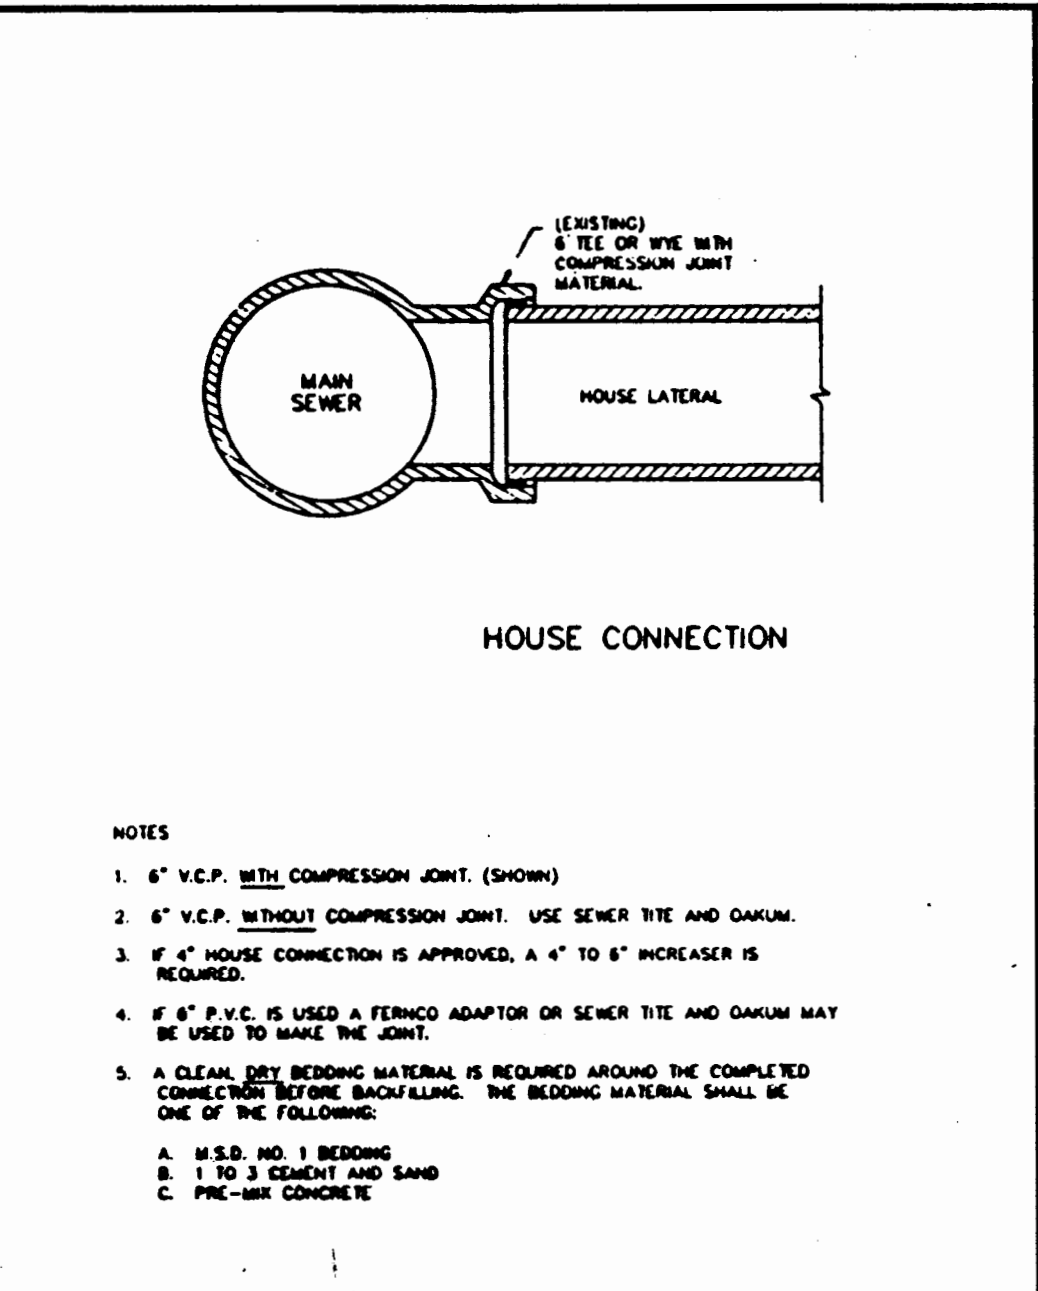 (EXISTING)
6" TEE OR WYE WITH
COMPRESSION JOINT
MATERIAL.
MAIN
SEWER
HOUSE LATERAL
HOUSE CONNECTION
NOTES
1. 6" V.C.P. WITH COMPRESSION JOINT. (SHOWN)
2. 6" V.C.P. WITHOUT COMPRESSION JOINT. USE SEWER TITE AND OAKUM.
3. IF 4" HOUSE CONNECTION IS APPROVED, A 4" TO 6" INCREASER IS
REQUIRED.
4. IF 6" P.V.C. IS USED A FERNCO ADAPTOR OR SEWER TITE AND OAKUM MAY
BE USED TO MAKE THE JOINT.
5. A CLEAN, DRY BEDDING MATERIAL IS REQUIRED AROUND THE COMPLETED
CONNECTION BEFORE BACKFILLING. THE BEDDING MATERIAL SHALL BE
ONE OF THE FOLLOWING:
A. M.S.D. NO. 1 BEDDING
B. 1 TO 3 CEMENT AND SAND
C. PRE-MIX CONCRETE